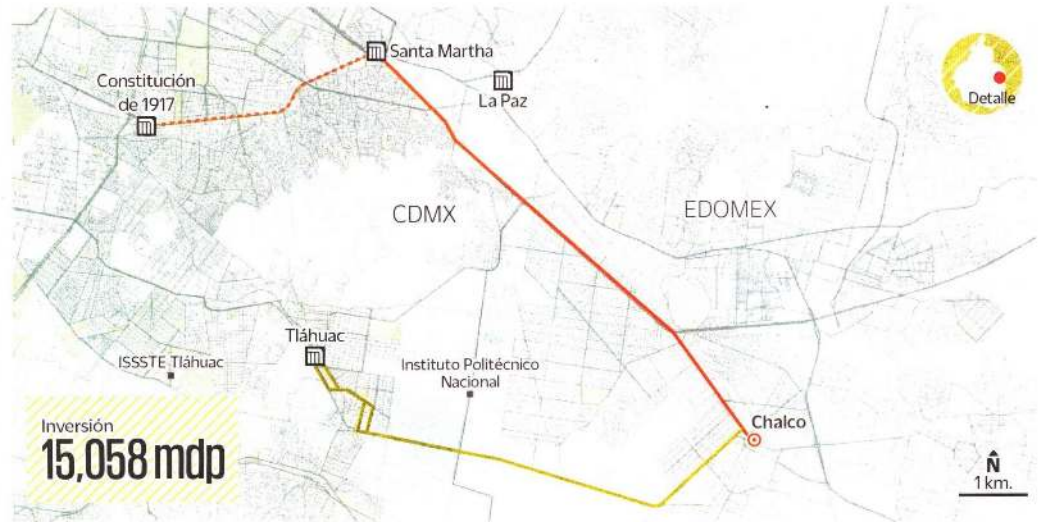 Santa Martha
Constitución
de 1917
La Paz
Detalle
CDMX
EDOMEX
Tláhuac
ISSSTE Tláhuac
Instituto Politécnico
Nacional
Chalco
Inversión
15,058 mdp
N
1 km.